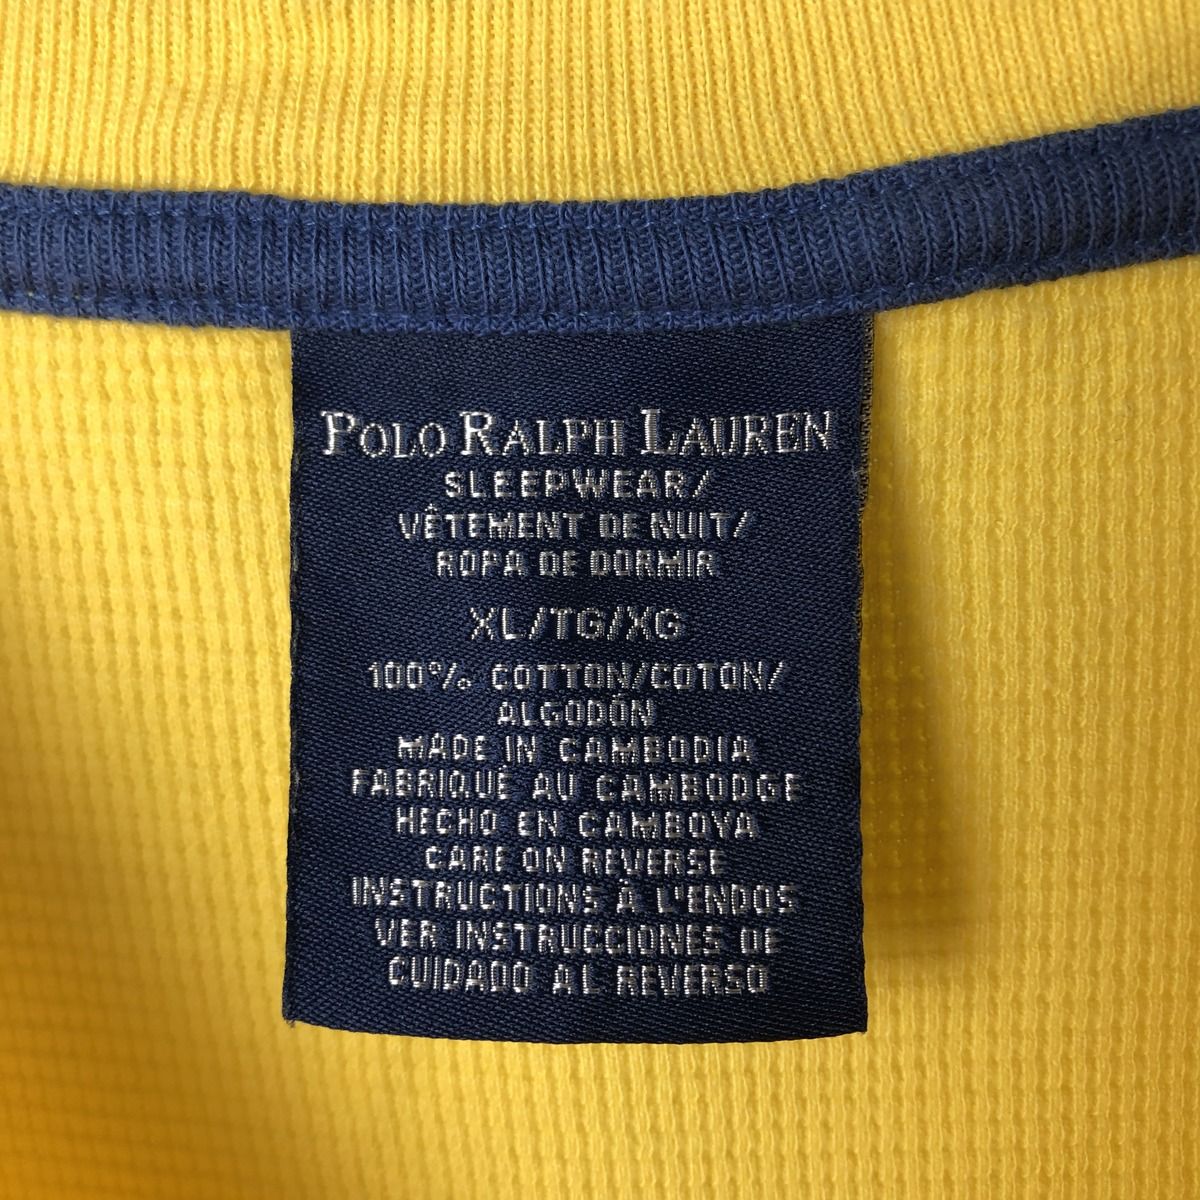 POLO RALPH LAUREN
SLEEPWEAR/
VÊTEMENT DE NUIT/
ROPA DE DORMIR
XL/TG/XG
100% COTTON/COTON/
ALGODÓN
MADE IN CAMBODIA
FABRIQUÉ AU CAMBODGE
HECHO EN CAMBOYA
CARE ON REVERSE
INSTRUCTIONS À L'ENDOS
VER INSTRUCCIONES DE
CUIDADO AL REVERSO